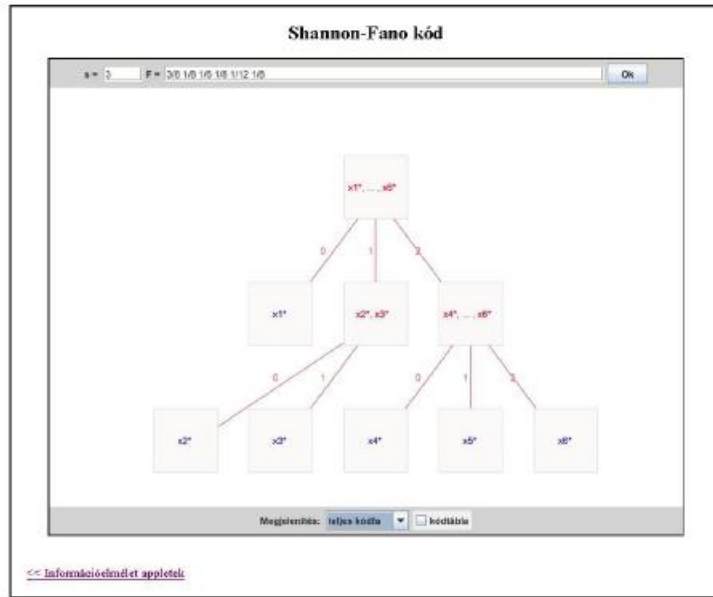 Shannon-Fano kód
s = 3 F = 3/8 1/8 1/6 1/8 1/12 1/8 Ok
x1*, ... , x6*
0 1 2
x1* x2*, x3* x4*, ... , x6*
0 1 0 1 2
x2* x3* x4* x5* x6*
Megjelenítés: teljes kódfa kódtábla
<< Információelmélet appletek